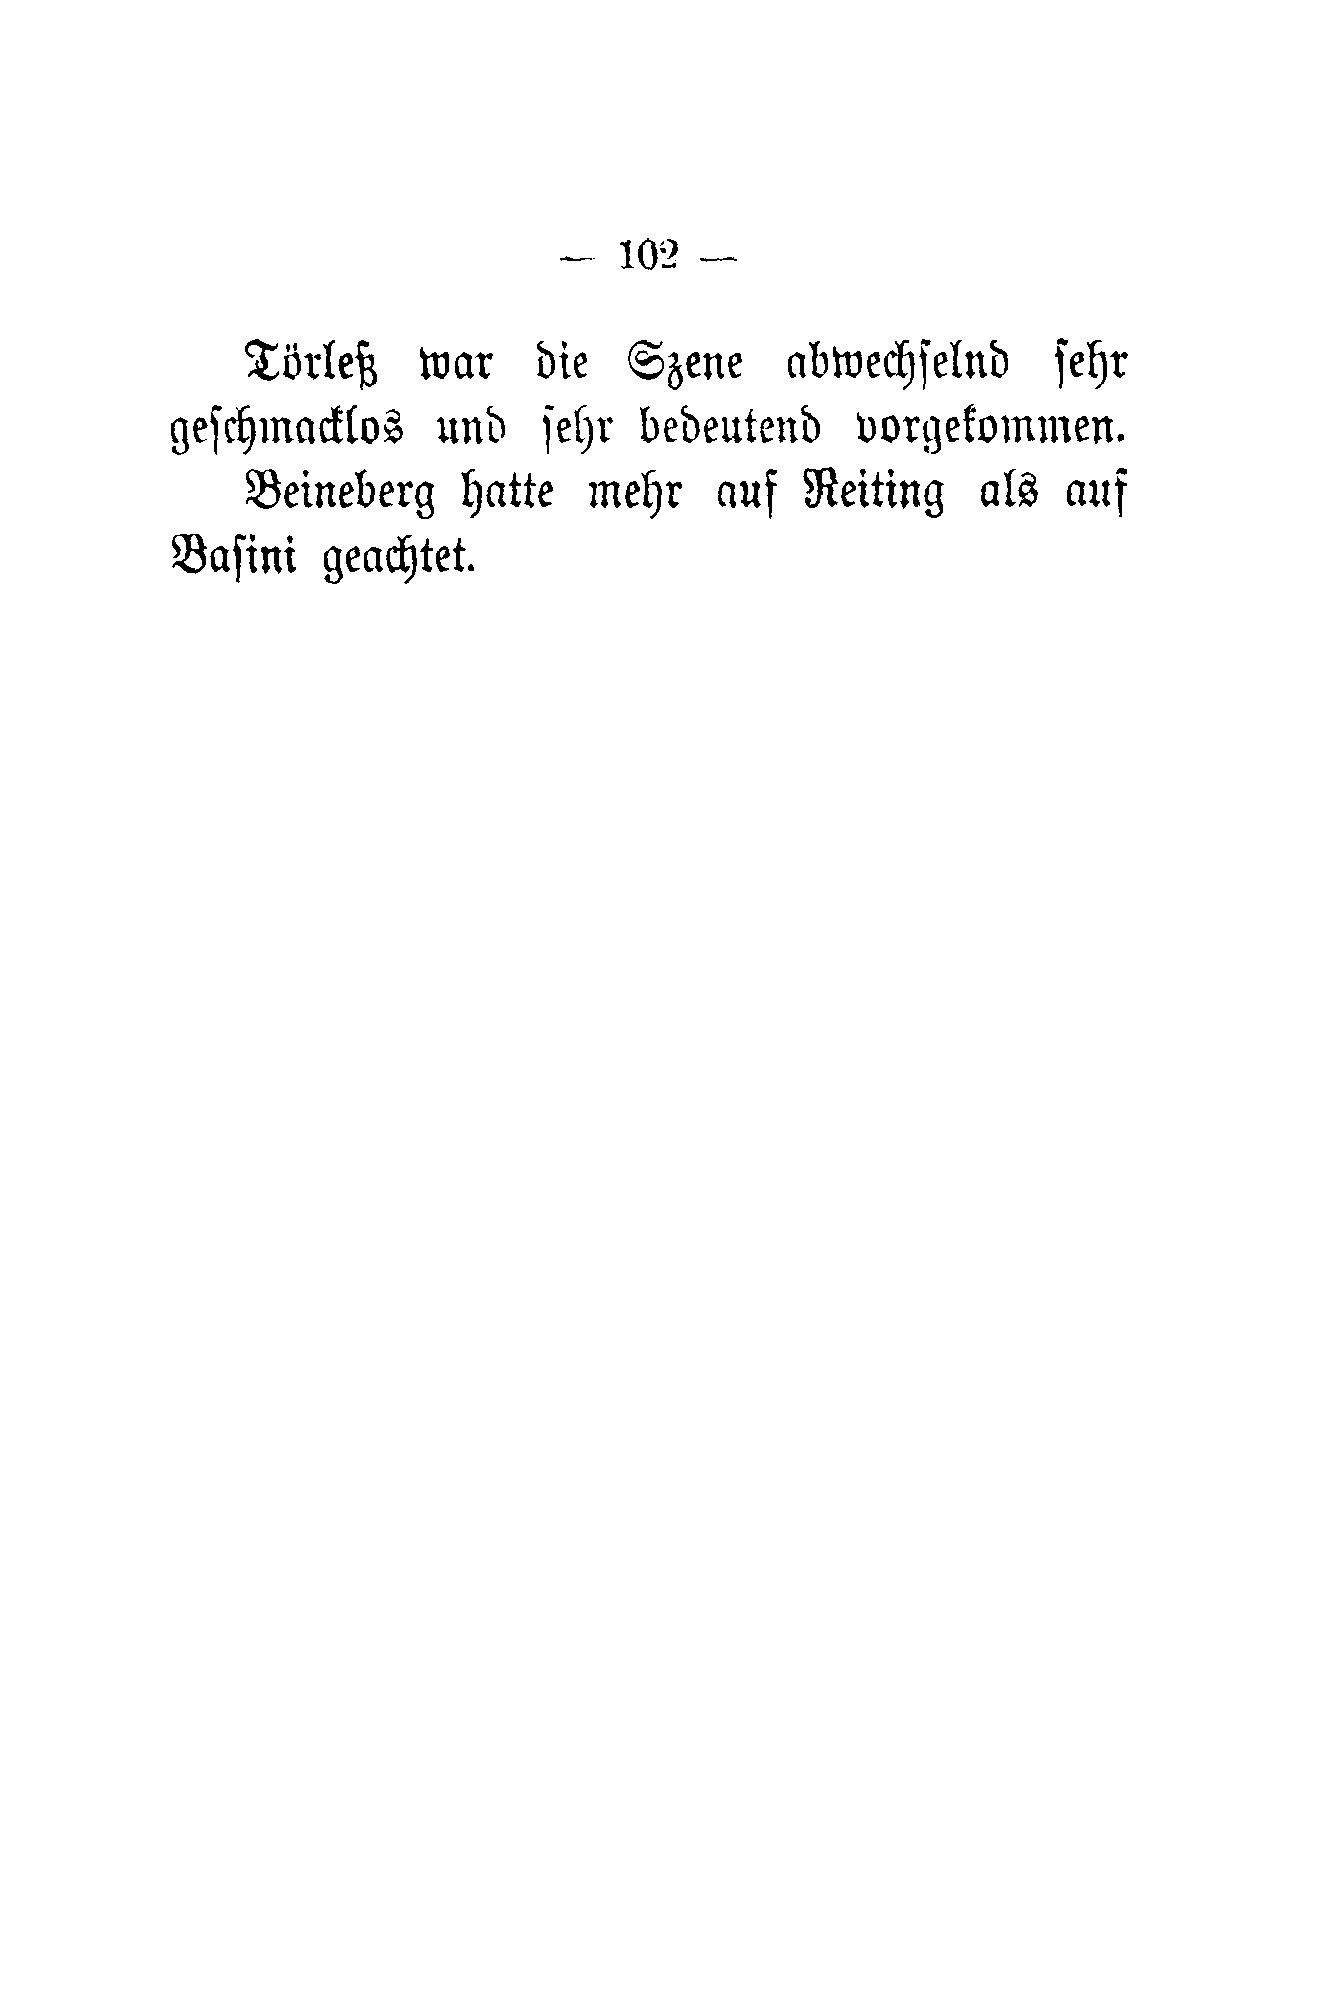 — 102 —
Törleß war die Szene abwechſelnd ſehr
geſchmacklos und ſehr bedeutend vorgekommen.
Beineberg hatte mehr auf Reiting als auf
Baſini geachtet.